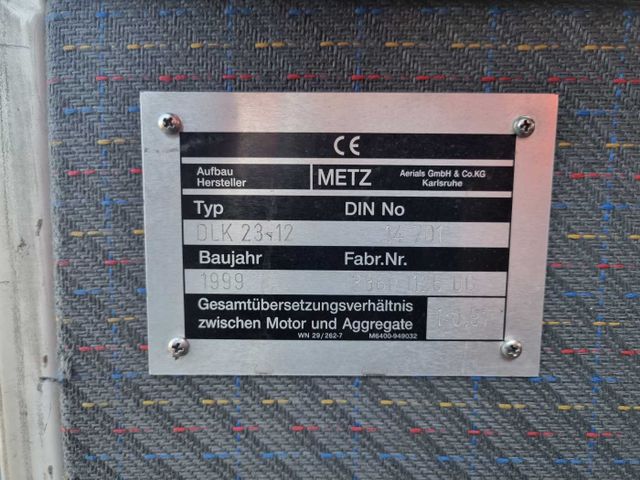 CE
Aufbau Hersteller METZ Aerials GmbH & Co.KG Karlsruhe
Typ DIN No
DLK 23-12 14 701
Baujahr Fabr.Nr.
1999
Gesamtübersetzungsverhältnis
zwischen Motor und Aggregate
WN 29/262-7 M6400-949032